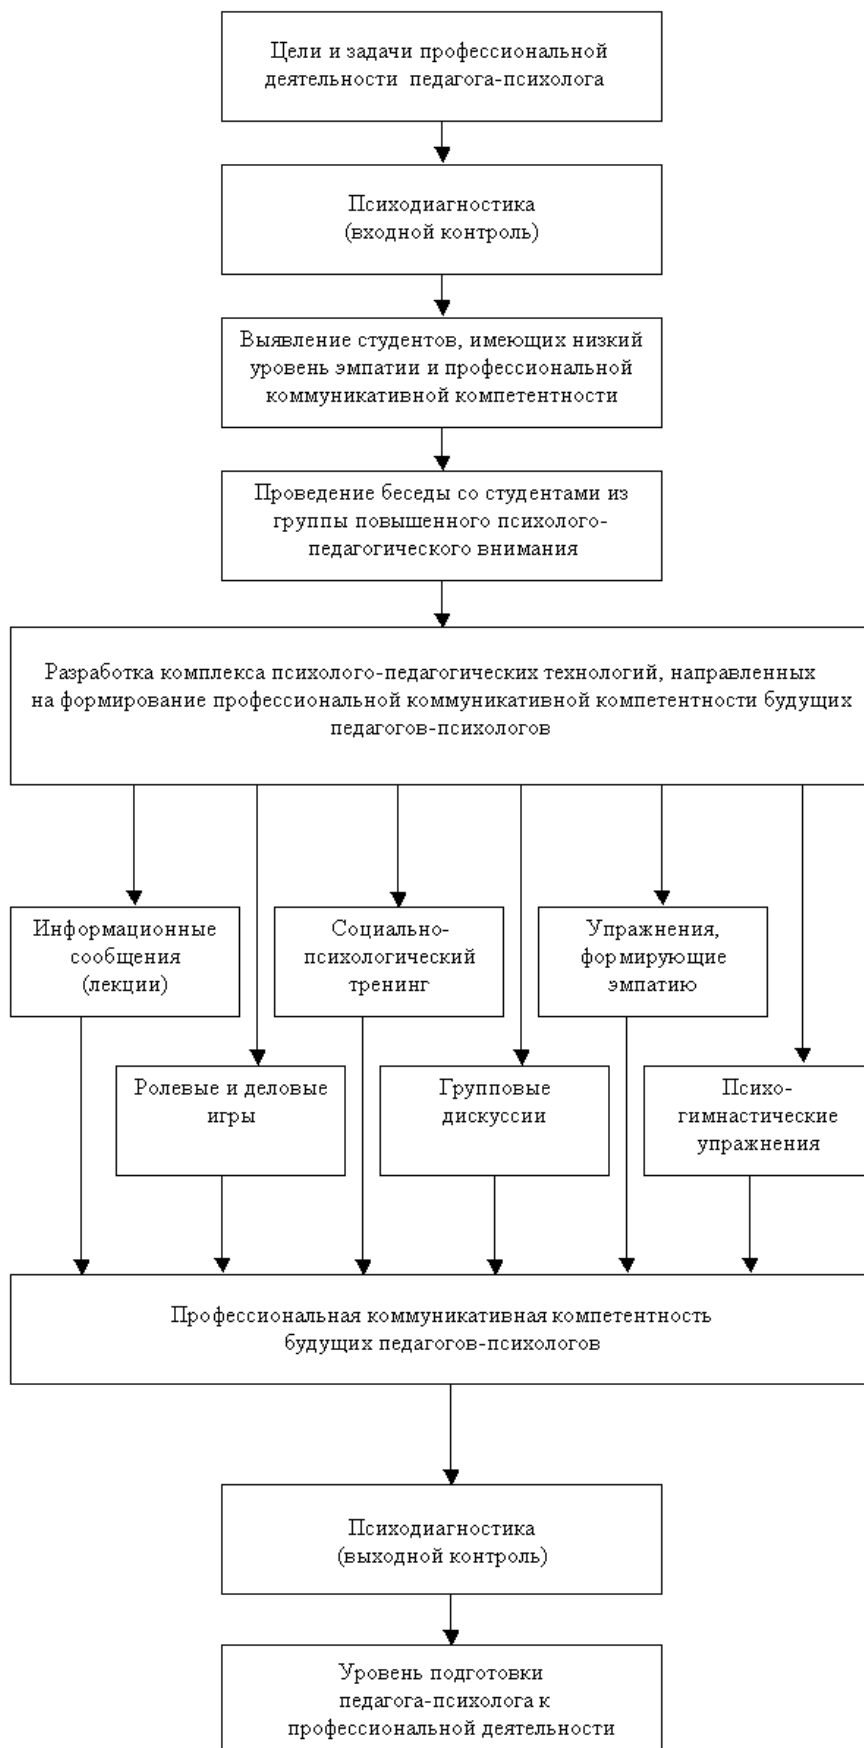 Цели и задачи профессиональной
деятельности педагога-психолога
Психодиагностика
(входной контроль)
Выявление студентов, имеющих низкий
уровень эмпатии и профессиональной
коммуникативной компетентности
Проведение беседы со студентами из
группы повышенного психолого-
педагогического внимания
Разработка комплекса психолого-педагогических технологий, направленных
на формирование профессиональной коммуникативной компетентности будущих
педагогов-психологов
Информационные
сообщения
(лекции)
Социально-
психологический
тренинг
Упражнения,
формирующие
эмпатию
Ролевые и деловые
игры
Групповые
дискуссии
Психо-
гимнастические
упражнения
Профессиональная коммуникативная компетентность
будущих педагогов-психологов
Психодиагностика
(выходной контроль)
Уровень подготовки
педагога-психолога к
профессиональной деятельности